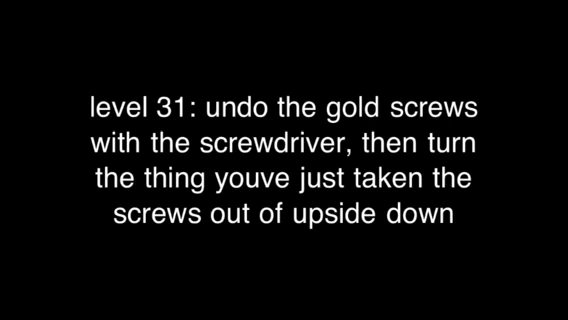 level 31: undo the gold screws
with the screwdriver, then turn
the thing youve just taken the
screws out of upside down